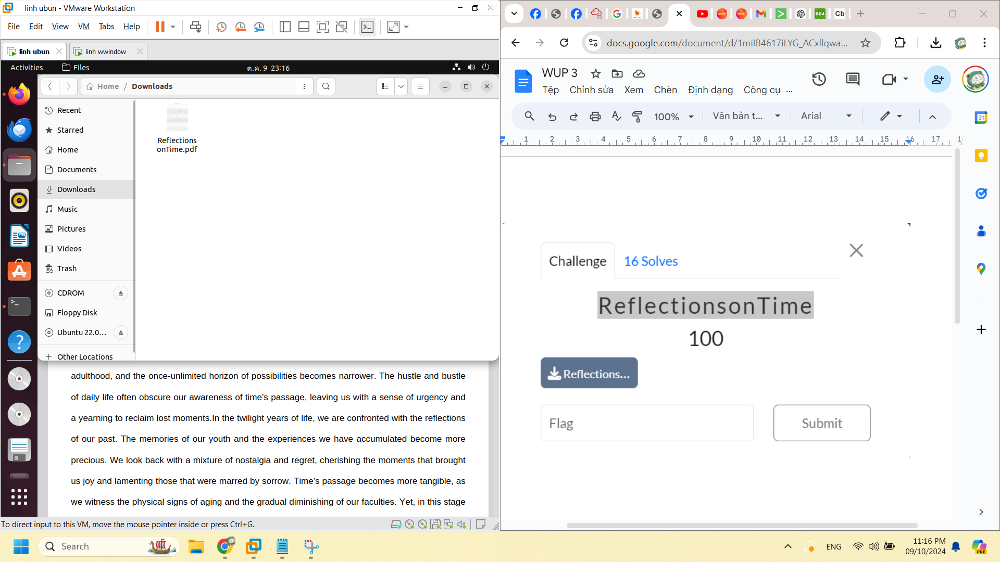 linh ubun - VMware Workstation
File Edit View VM Tabs Help
linh ubun
linh wwindow
Activities
Files
ต.ค. 9 23:16
Home / Downloads
Recent
Starred
Home
Documents
Downloads
Music
Pictures
Videos
Trash
CDROM
Floppy Disk
Ubuntu 22.0...
Other Locations
Reflections
onTime.pdf
adulthood, and the once-unlimited horizon of possibilities becomes narrower. The hustle and bustle
of daily life often obscure our awareness of time's passage, leaving us with a sense of urgency and
a yearning to reclaim lost moments.In the twilight years of life, we are confronted with the reflections
of our past. The memories of our youth and the experiences we have accumulated become more
precious. We look back with a mixture of nostalgia and regret, cherishing the moments that brought
us joy and lamenting those that were marred by sorrow. Time's passage becomes more tangible, as
we witness the physical signs of aging and the gradual diminishing of our faculties. Yet, in this stage
To direct input to this VM, move the mouse pointer inside or press Ctrl+G.
B64
Cb
docs.google.com/document/d/1miIB4617iLYG_ACxllqwa...
WUP 3
Tệp Chỉnh sửa Xem Chèn Định dạng Công cụ ...
100%
Văn bản t...
Arial
1 2 3 4 5 6 7 8 9 10 11 12 13 14 15 16 17
31
Challenge
16 Solves
ReflectionsonTime
100
Reflections...
Flag
Submit
Search
ENG
11:16 PM
09/10/2024
PRE